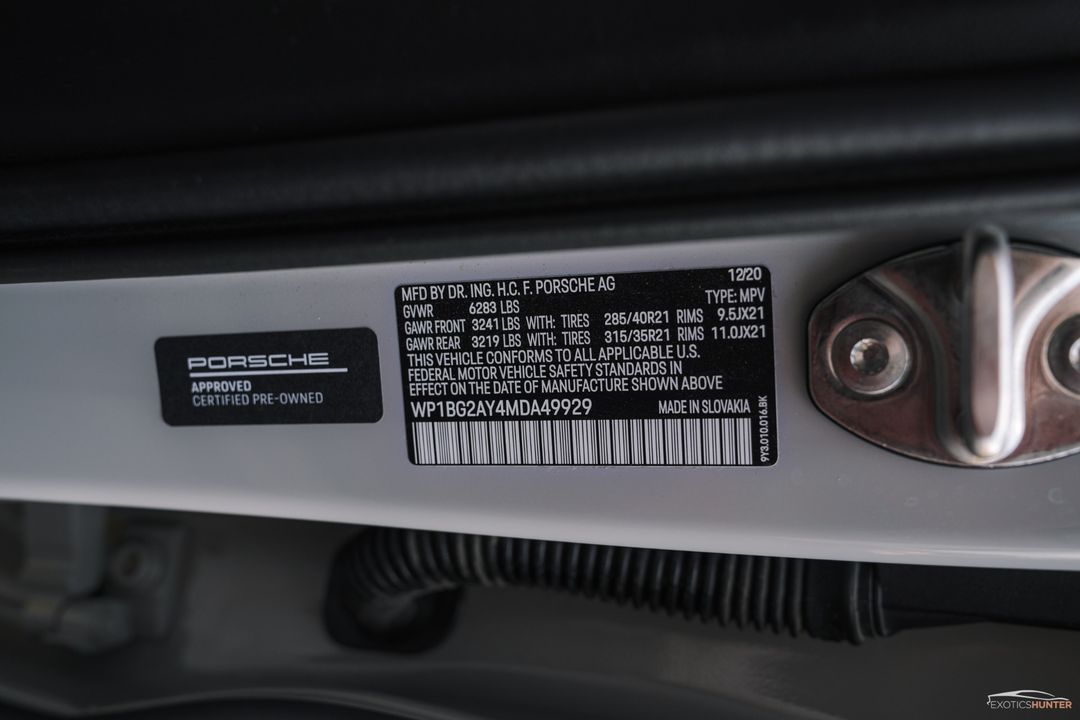 PORSCHE
APPROVED
CERTIFIED PRE-OWNED
MFD BY DR. ING. H.C. F. PORSCHE AG 12/20
GVWR 6283 LBS TYPE: MPV
GAWR FRONT 3241 LBS WITH: TIRES 285/40R21 RIMS 9.5JX21
GAWR REAR 3219 LBS WITH: TIRES 315/35R21 RIMS 11.0JX21
THIS VEHICLE CONFORMS TO ALL APPLICABLE U.S.
FEDERAL MOTOR VEHICLE SAFETY STANDARDS IN
EFFECT ON THE DATE OF MANUFACTURE SHOWN ABOVE
WP1BG2AY4MDA49929 MADE IN SLOVAKIA
9Y3.010.016.BK
EXOTICSHUNTER